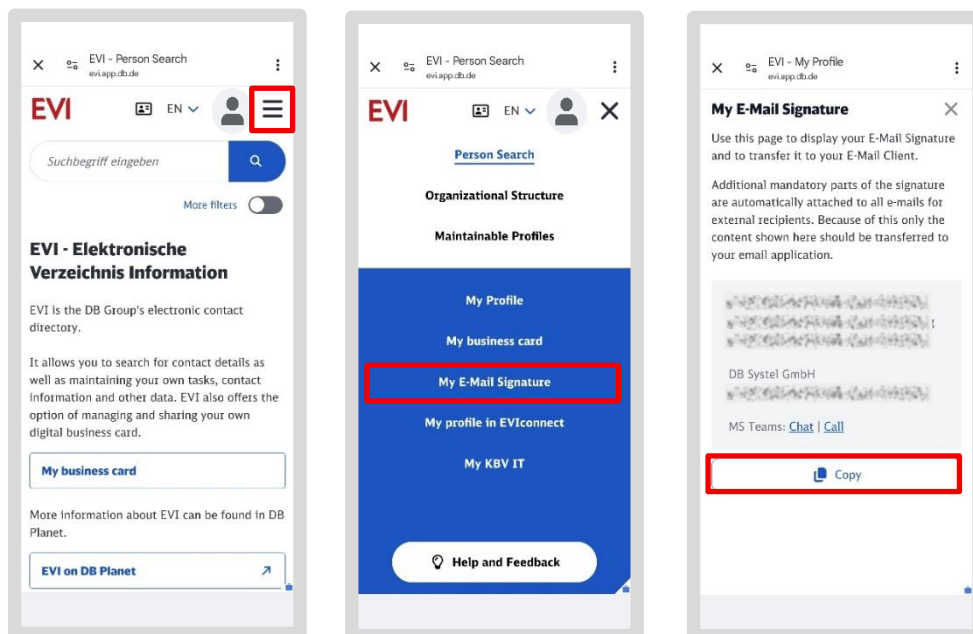 EVI - Person Search
evi.app.db.de
EVI
EN
Suchbegriff eingeben
More filters
EVI - Elektronische
Verzeichnis Information
EVI is the DB Group's electronic contact
directory.
It allows you to search for contact details as
well as maintaining your own tasks, contact
information and other data. EVI also offers the
option of managing and sharing your own
digital business card.
My business card
More information about EVI can be found in DB
Planet.
EVI on DB Planet
EVI - Person Search
evi.app.db.de
EVI
EN
Person Search
Organizational Structure
Maintainable Profiles
My Profile
My business card
My E-Mail Signature
My profile in EVIconnect
My KBV IT
Help and Feedback
EVI - My Profile
evi.app.db.de
My E-Mail Signature
Use this page to display your E-Mail Signature
and to transfer it to your E-Mail Client.
Additional mandatory parts of the signature
are automatically attached to all e-mails for
external recipients. Because of this only the
content shown here should be transferred to
your email application.
DB Systel GmbH
MS Teams: Chat | Call
Copy